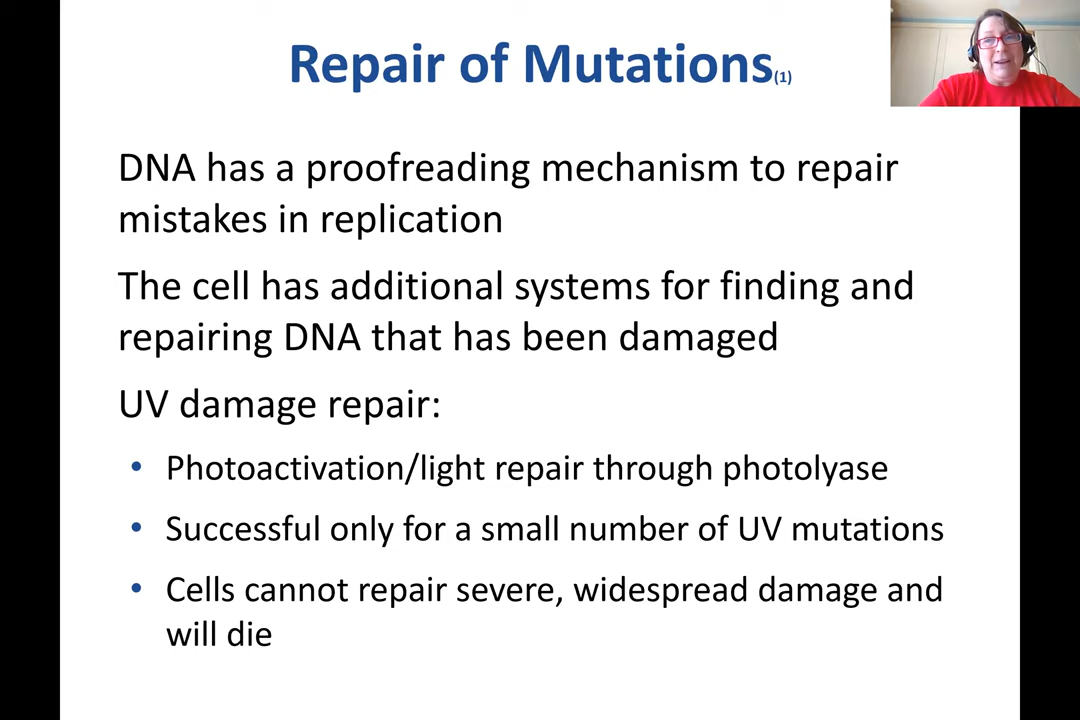 Repair of Mutations(1)
DNA has a proofreading mechanism to repair
mistakes in replication
The cell has additional systems for finding and
repairing DNA that has been damaged
UV damage repair:
• Photoactivation/light repair through photolyase
• Successful only for a small number of UV mutations
• Cells cannot repair severe, widespread damage and
will die